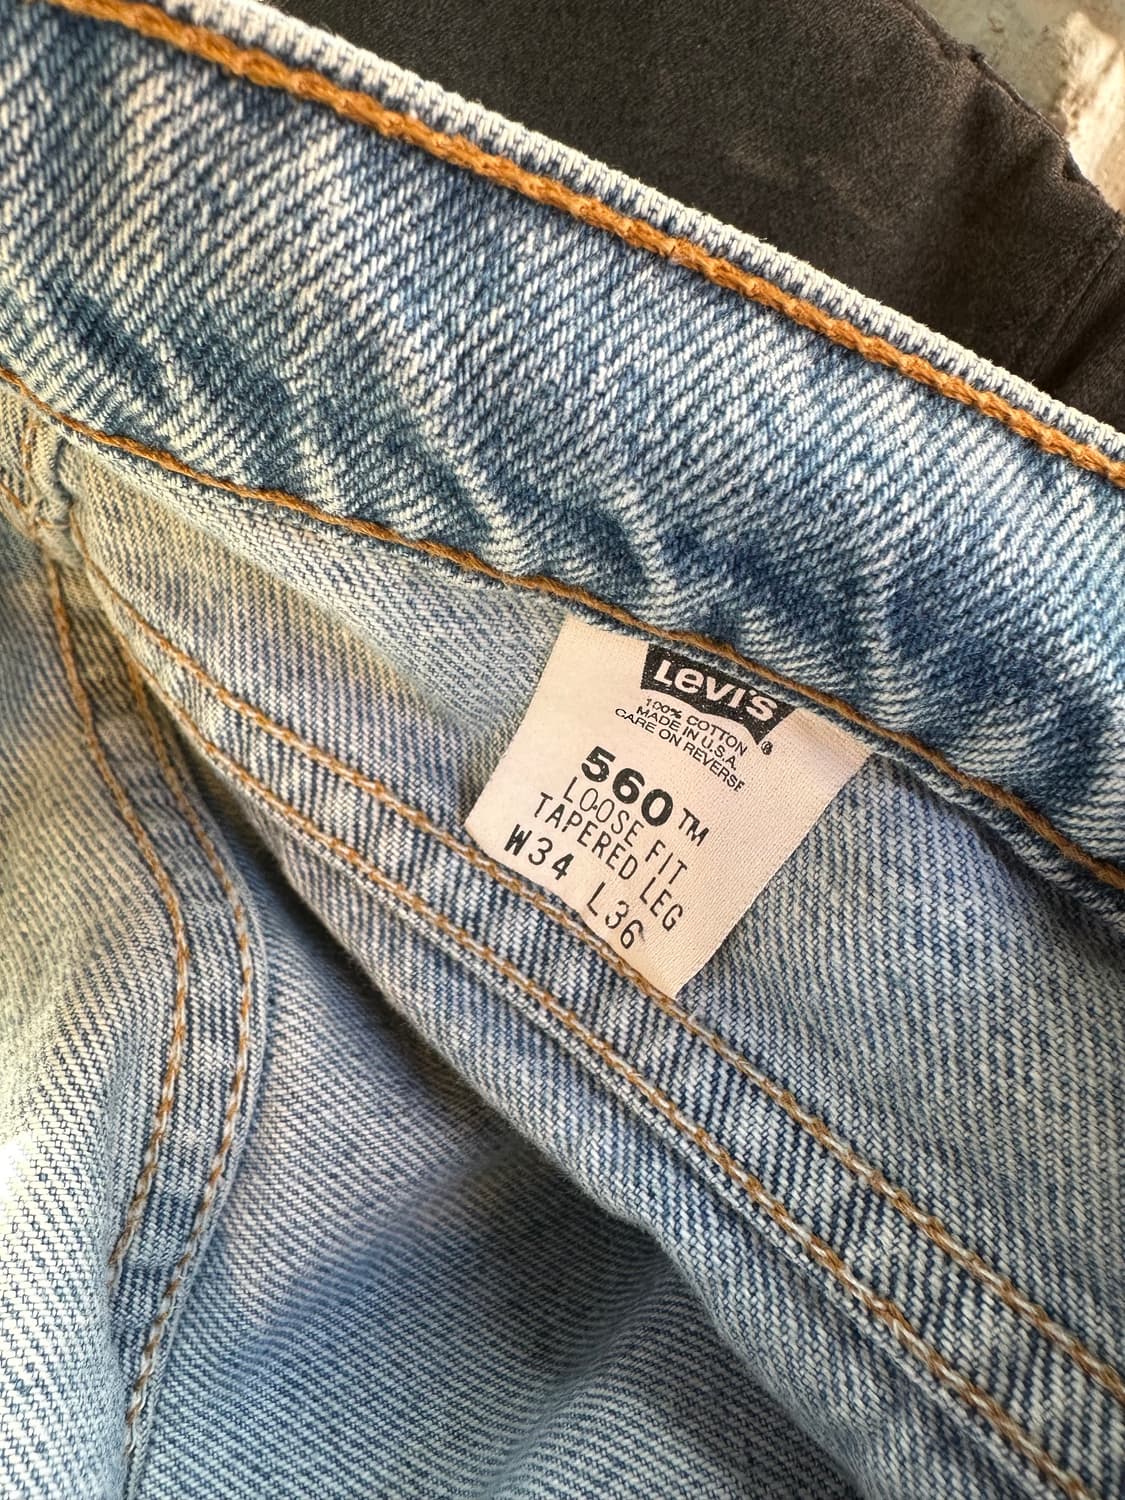 Levi's ®
100% COTTON
MADE IN U.S.A.
CARE ON REVERSE
560™
LOOSE FIT
TAPERED LEG
W34 L36